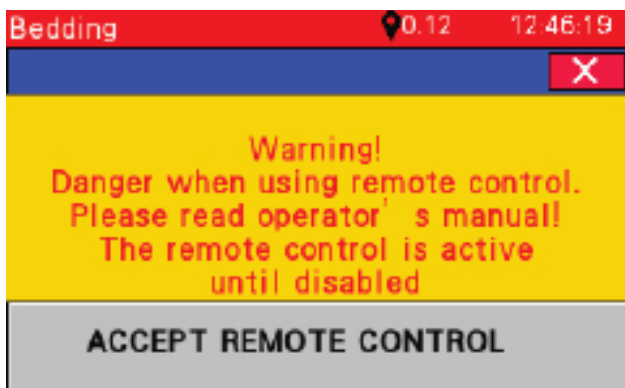 Bedding 0.12 12:46:19
X
Warning!
Danger when using remote control.
Please read operator's manual!
The remote control is active
until disabled
ACCEPT REMOTE CONTROL